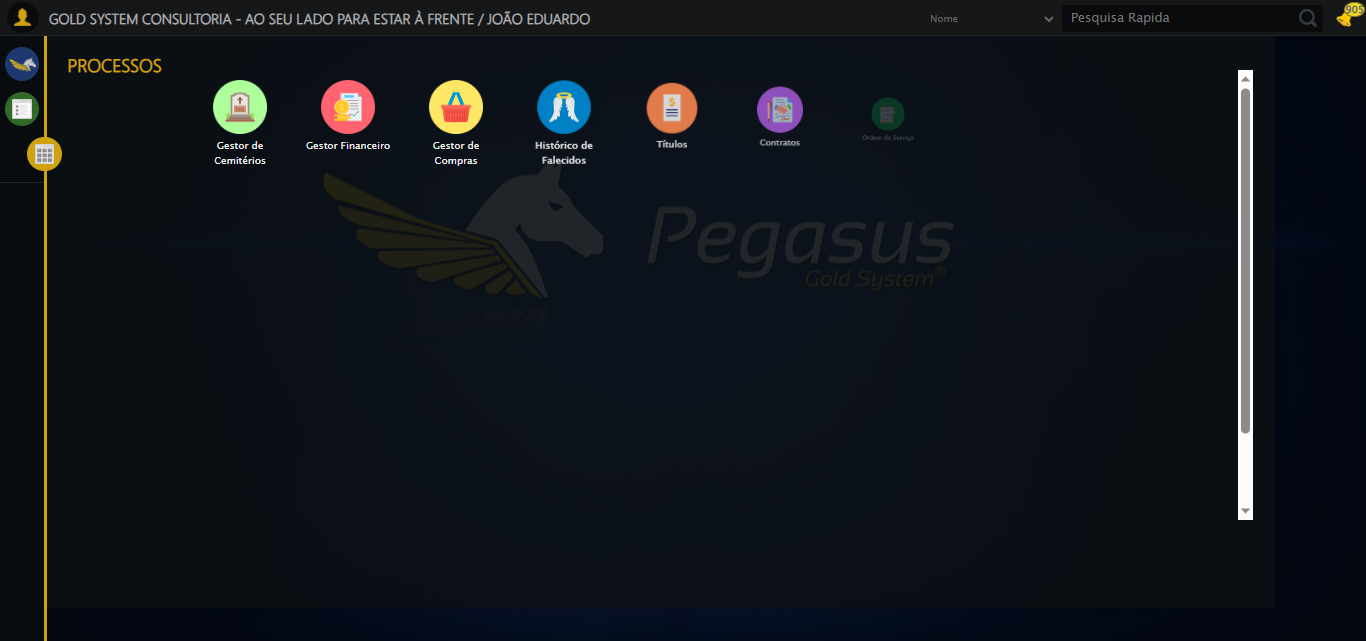 GOLD SYSTEM CONSULTORIA - AO SEU LADO PARA ESTAR À FRENTE / JOÃO EDUARDO
Nome
Pesquisa Rapida
905
PROCESSOS
Gestor de
Cemitérios
Gestor Financeiro
Gestor de
Compras
Histórico de
Falecidos
Títulos
Contratos
Ordem de Serviço
Pegasus
Gold System®